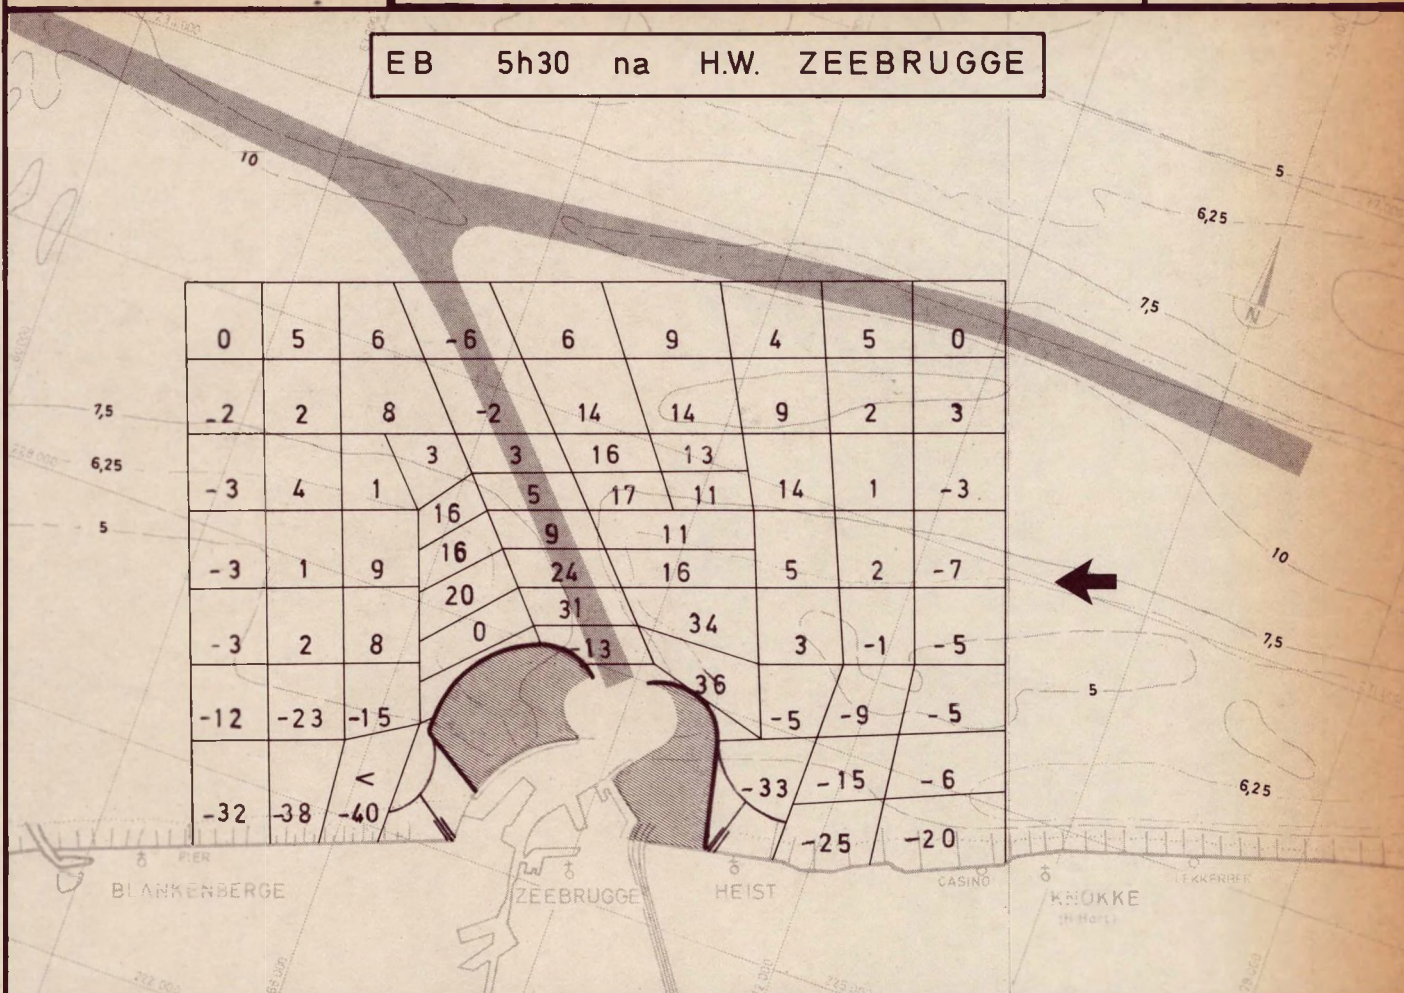 EB 5h30 na H.W. ZEEBRUGGE
10
5
6,25
7,5
N
0 5 6 -6 6 9 4 5 0
7,5
-2 2 8 -2 14 14 9 2 3
3 3 16 13
6,25
-3 4 1 5 17 11 14 1 -3
16
5
9 11
16
10
-3 1 9 24 16 5 2 -7
20 31
0 34
7,5
-3 2 8 -13 3 -1 -5
36
5
-12 -23 -15 -5 -9 -5
<
-33 -15 -6
6,25
-32 -38 -40
-25 -20
PIER
BLANKENBERGE
ZEEBRUGGE
HEIST
CASINO
KNOKKE